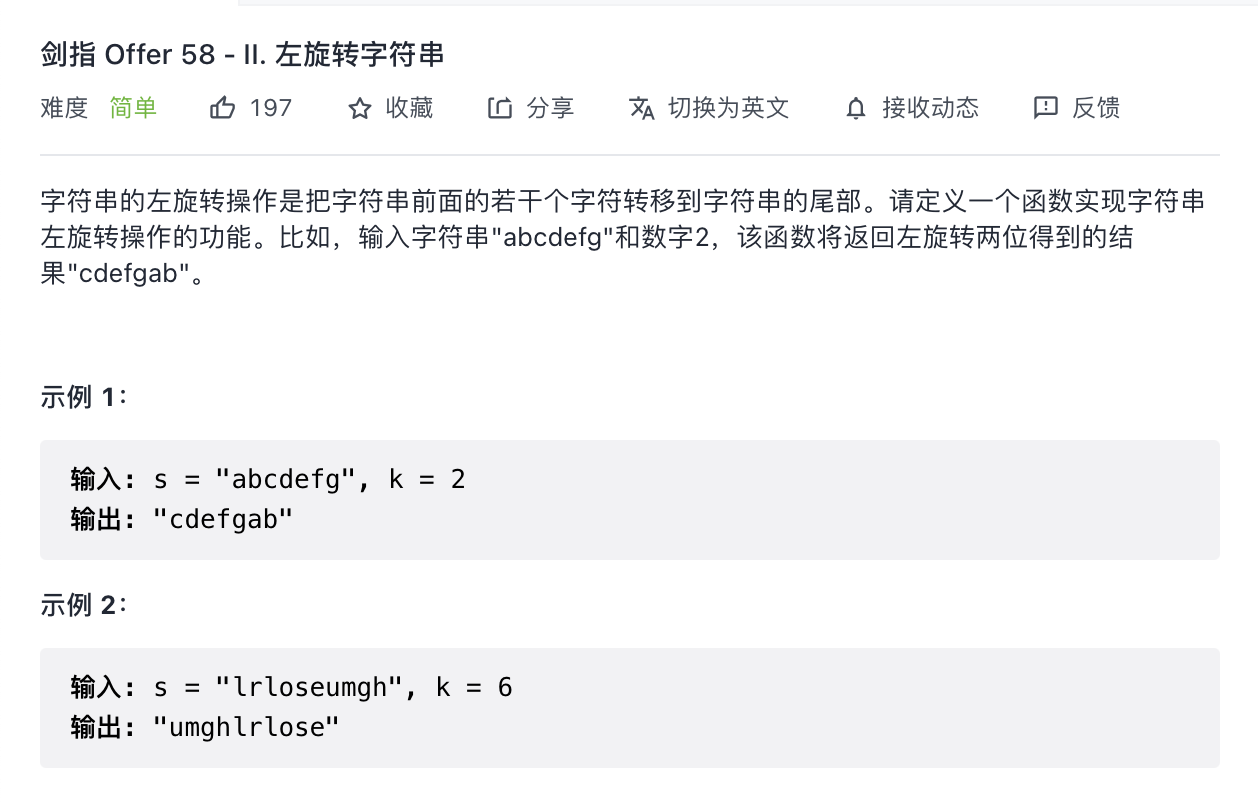 剑指 Offer 58 - II. 左旋转字符串
难度 简单 197 收藏 分享 切换为英文 接收动态 反馈
字符串的左旋转操作是把字符串前面的若干个字符转移到字符串的尾部。请定义一个函数实现字符串
左旋转操作的功能。比如，输入字符串"abcdefg"和数字2，该函数将返回左旋转两位得到的结
果"cdefgab"。
示例 1：
输入: s = "abcdefg", k = 2
输出: "cdefgab"
示例 2：
输入: s = "lrloseumgh", k = 6
输出: "umghlrlose"